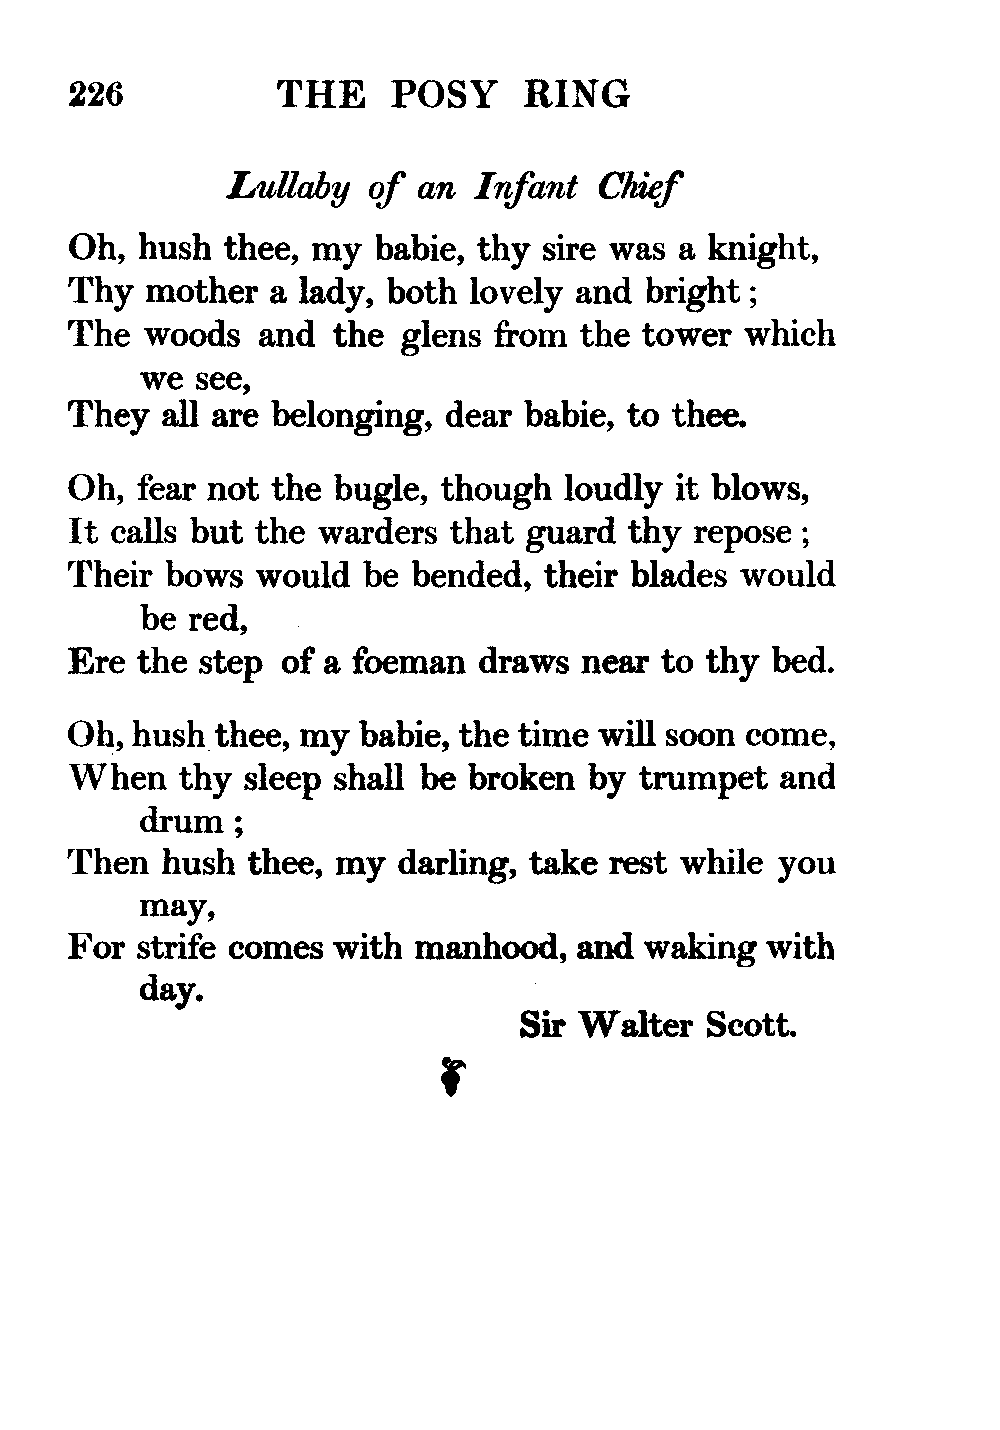 226 THE POSY RING
Lullaby of an Infant Chief
Oh, hush thee, my babie, thy sire was a knight,
Thy mother a lady, both lovely and bright ;
The woods and the glens from the tower which
we see,
They all are belonging, dear babie, to thee.
Oh, fear not the bugle, though loudly it blows,
It calls but the warders that guard thy repose ;
Their bows would be bended, their blades would
be red,
Ere the step of a foeman draws near to thy bed.
Oh, hush thee, my babie, the time will soon come,
When thy sleep shall be broken by trumpet and
drum ;
Then hush thee, my darling, take rest while you
may,
For strife comes with manhood, and waking with
day.
Sir Walter Scott.